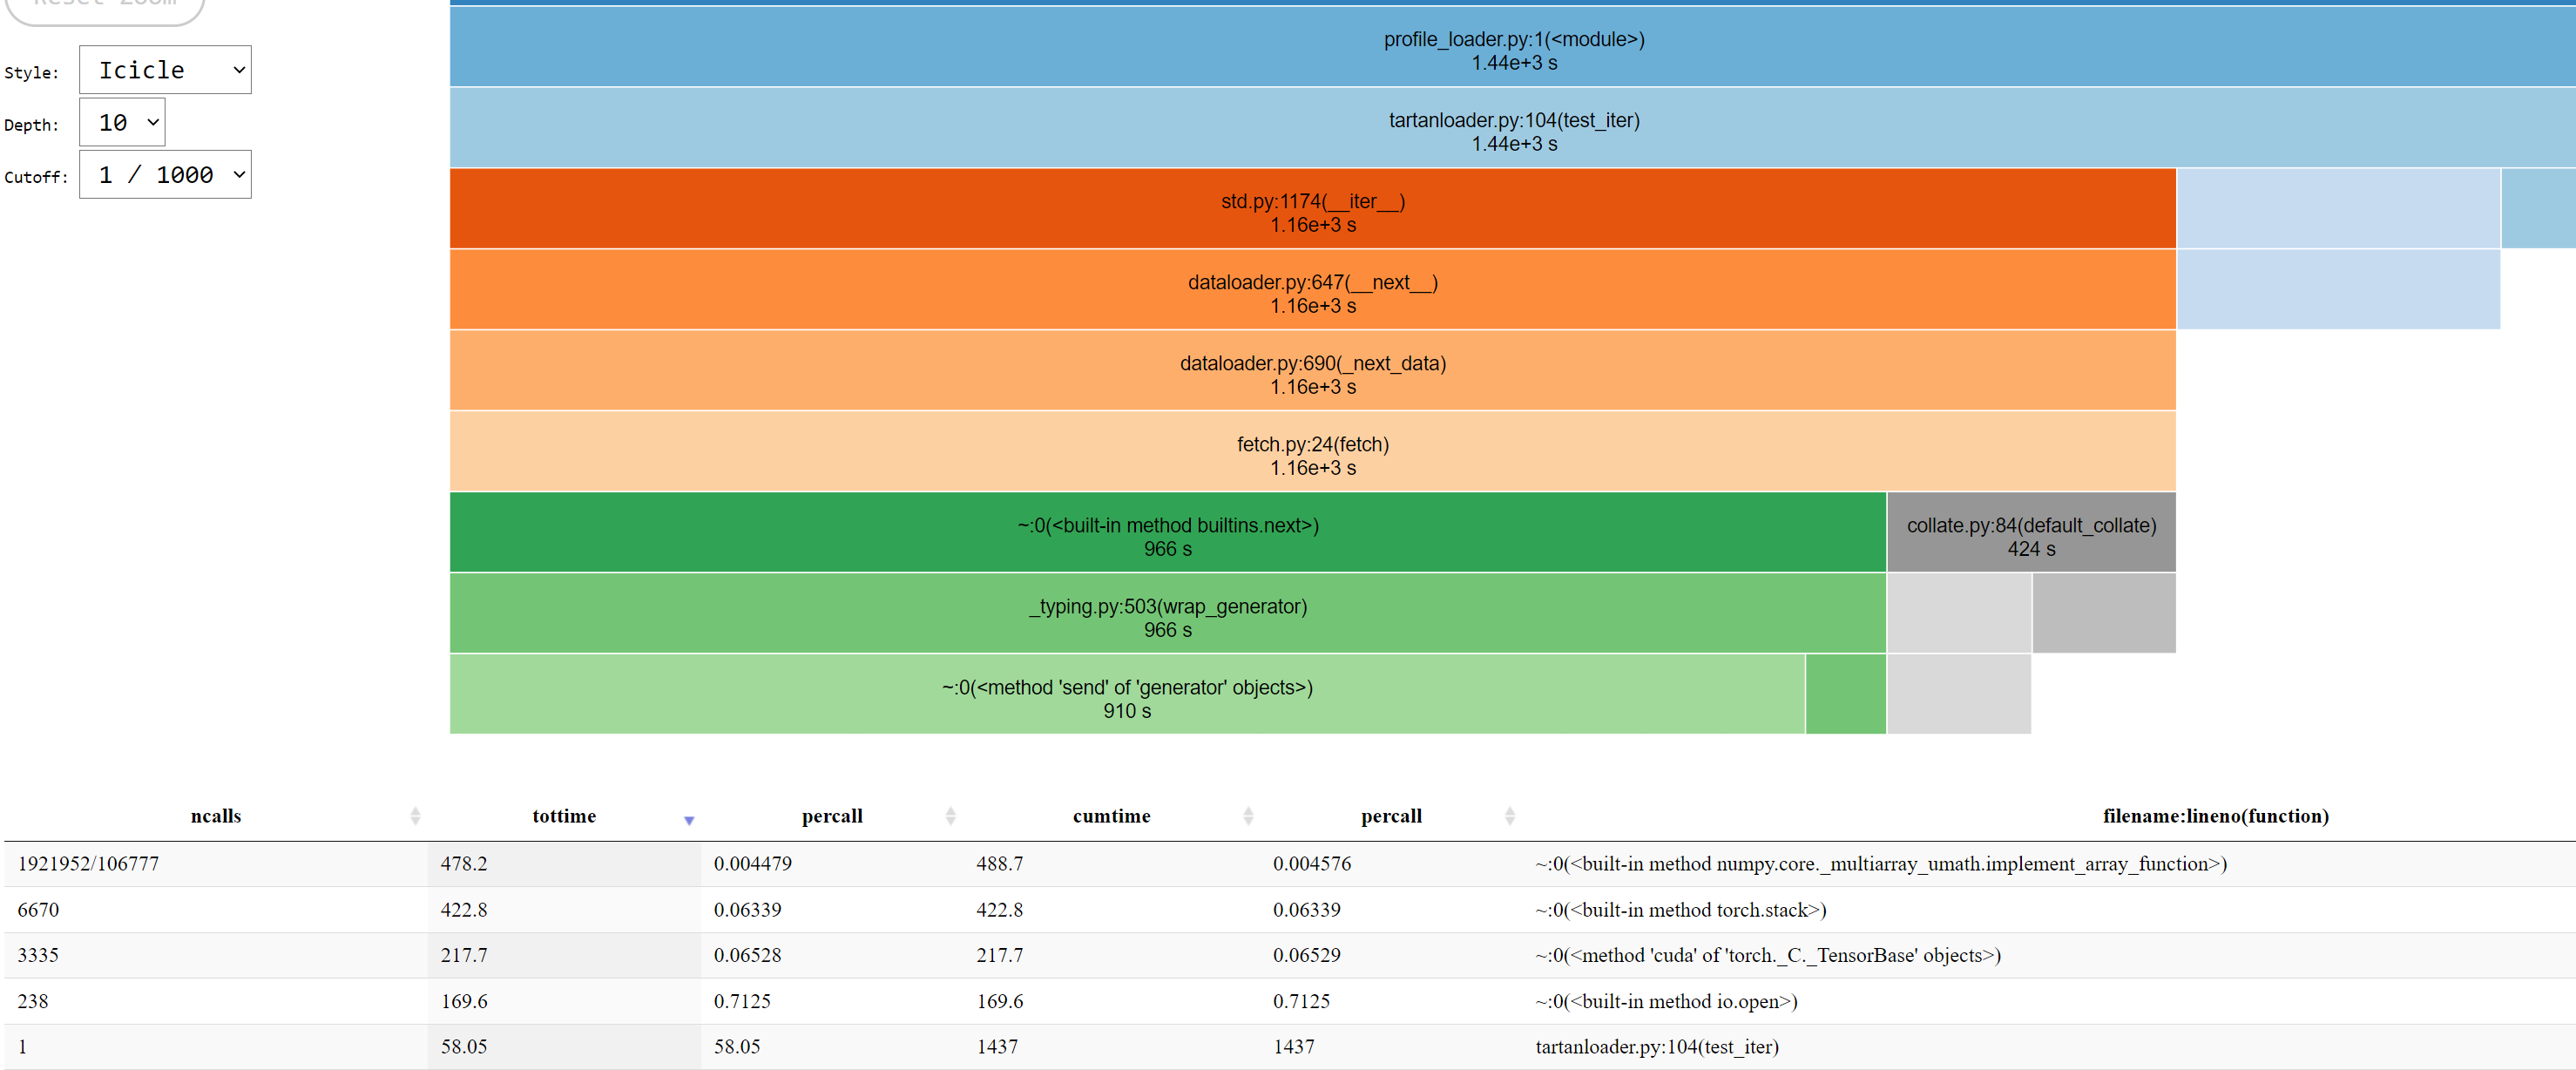 Reset Zoom
Style: Icicle
Depth: 10
Cutoff: 1 / 1000
profile_loader.py:1(<module>)
1.44e+3 s
tartanloader.py:104(test_iter)
1.44e+3 s
std.py:1174(__iter__)
1.16e+3 s
dataloader.py:647(__next__)
1.16e+3 s
dataloader.py:690(_next_data)
1.16e+3 s
fetch.py:24(fetch)
1.16e+3 s
~:0(<built-in method builtins.next>)
966 s
collate.py:84(default_collate)
424 s
_typing.py:503(wrap_generator)
966 s
~:0(<method 'send' of 'generator' objects>)
910 s
ncalls tottime percall cumtime percall filename:lineno(function)
1921952/106777 478.2 0.004479 488.7 0.004576 ~:0(<built-in method numpy.core._multiarray_umath.implement_array_function>)
6670 422.8 0.06339 422.8 0.06339 ~:0(<built-in method torch.stack>)
3335 217.7 0.06528 217.7 0.06529 ~:0(<method 'cuda' of 'torch._C._TensorBase' objects>)
238 169.6 0.7125 169.6 0.7125 ~:0(<built-in method io.open>)
1 58.05 58.05 1437 1437 tartanloader.py:104(test_iter)